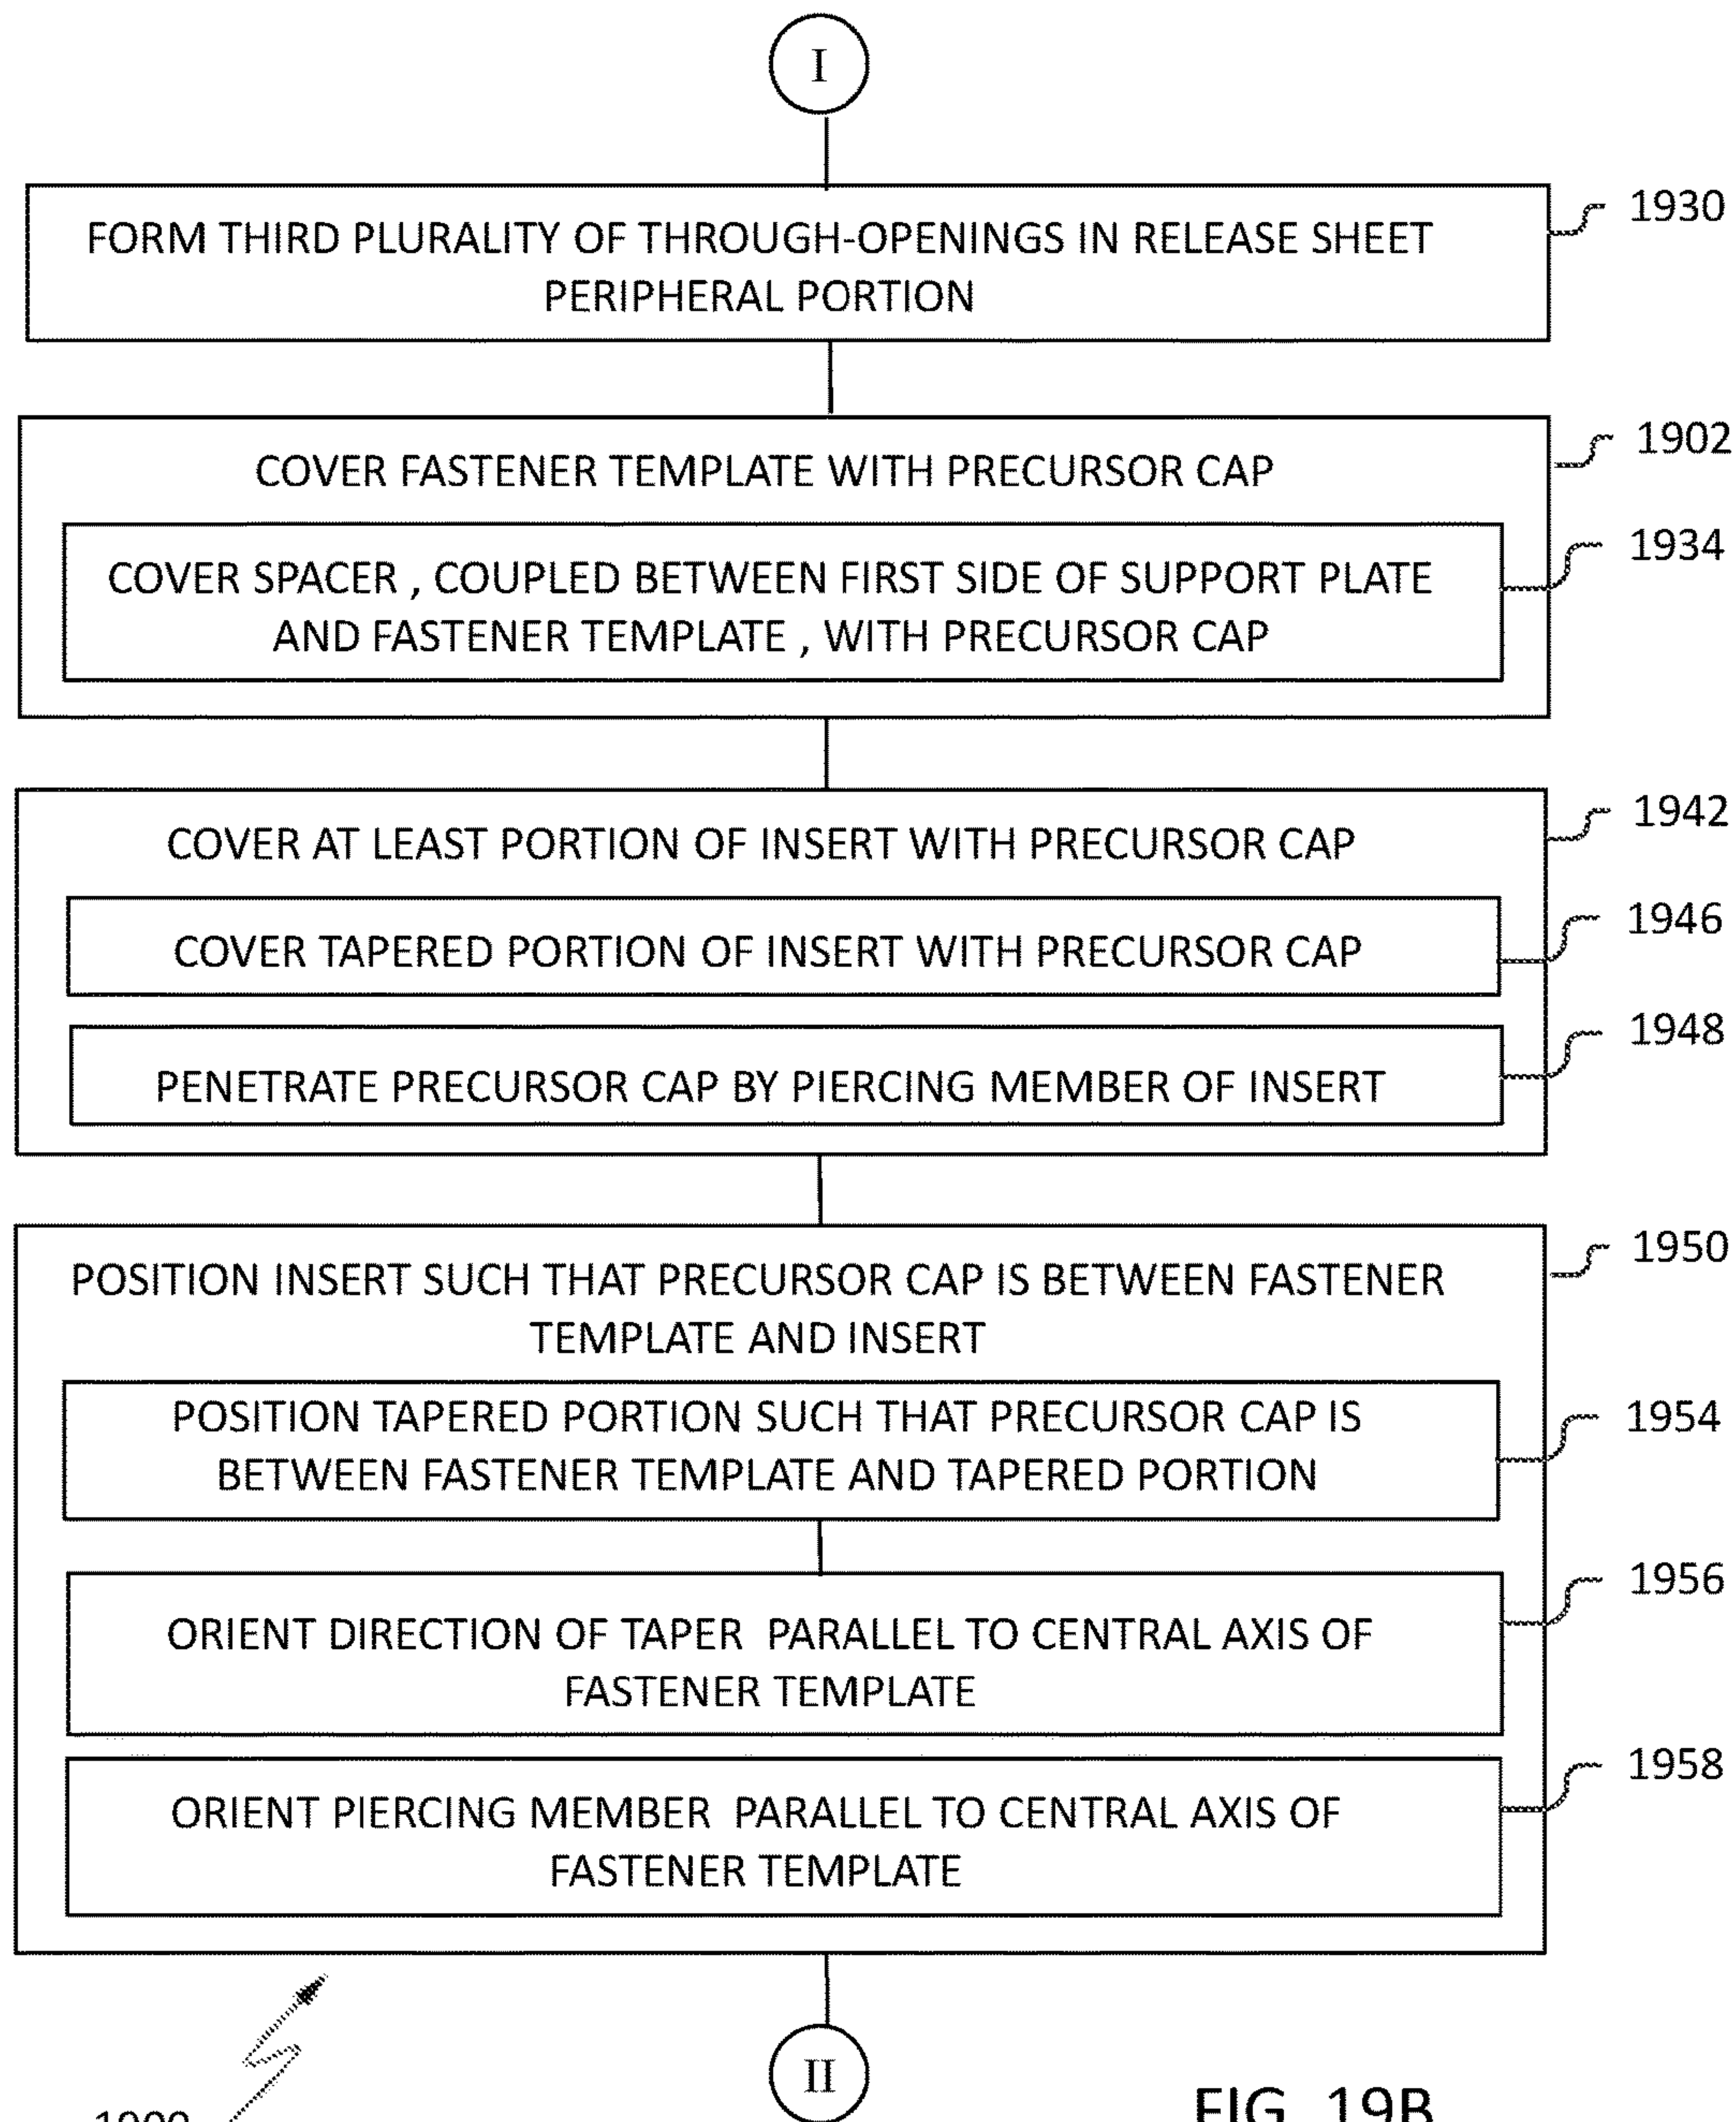 I
FORM THIRD PLURALITY OF THROUGH-OPENINGS IN RELEASE SHEET
PERIPHERAL PORTION
1930
COVER FASTENER TEMPLATE WITH PRECURSOR CAP
1902
COVER SPACER , COUPLED BETWEEN FIRST SIDE OF SUPPORT PLATE
AND FASTENER TEMPLATE , WITH PRECURSOR CAP
1934
COVER AT LEAST PORTION OF INSERT WITH PRECURSOR CAP
1942
COVER TAPERED PORTION OF INSERT WITH PRECURSOR CAP
1946
PENETRATE PRECURSOR CAP BY PIERCING MEMBER OF INSERT
1948
POSITION INSERT SUCH THAT PRECURSOR CAP IS BETWEEN FASTENER
TEMPLATE AND INSERT
1950
POSITION TAPERED PORTION SUCH THAT PRECURSOR CAP IS
BETWEEN FASTENER TEMPLATE AND TAPERED PORTION
1954
ORIENT DIRECTION OF TAPER PARALLEL TO CENTRAL AXIS OF
FASTENER TEMPLATE
1956
ORIENT PIERCING MEMBER PARALLEL TO CENTRAL AXIS OF
FASTENER TEMPLATE
1958
II
FIG. 19B